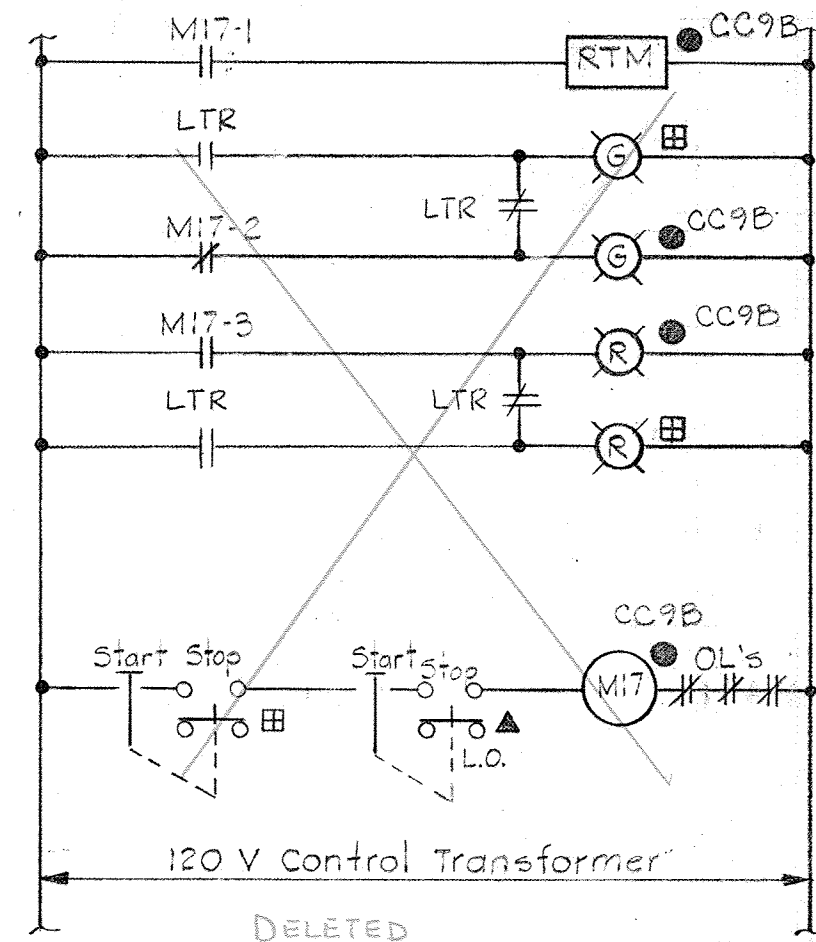 M17-1
CC9B
RTM
LTR
G
LTR
M17-2
CC9B
G
M17-3
CC9B
R
LTR
LTR
R
CC9B
Start Stop
Start Stop
M17
OL's
L.O.
120 V Control Transformer
DELETED